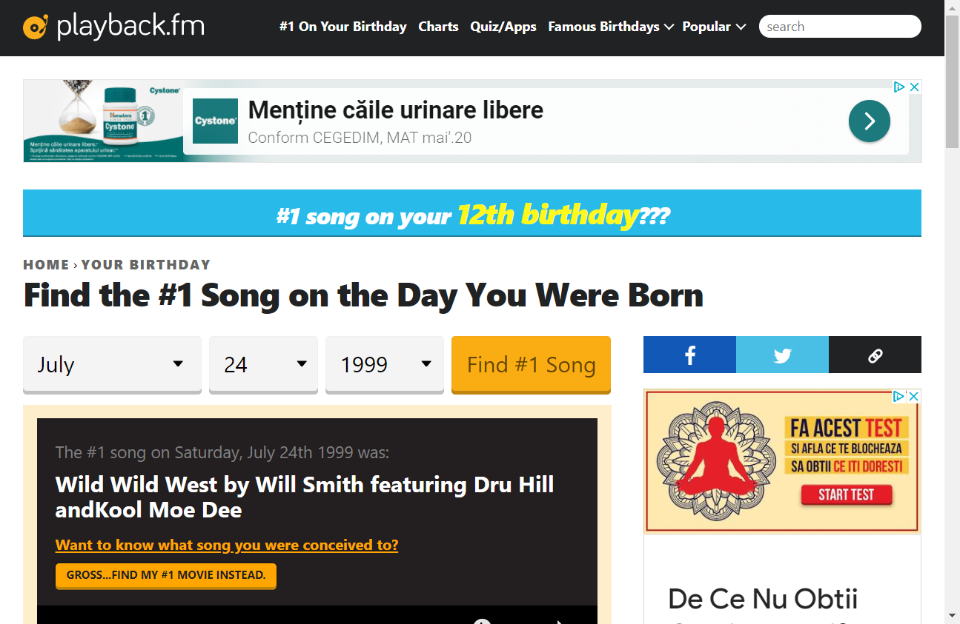 playback.fm
#1 On Your Birthday
Charts
Quiz/Apps
Famous Birthdays
Popular
search
Cystone
Cystone
Cystone
Menține căile urinare libere
Conform CEGEDIM, MAT mai'.20
#1 song on your 12th birthday???
HOME › YOUR BIRTHDAY
Find the #1 Song on the Day You Were Born
July
24
1999
Find #1 Song
The #1 song on Saturday, July 24th 1999 was:
Wild Wild West by Will Smith featuring Dru Hill
andKool Moe Dee
Want to know what song you were conceived to?
GROSS...FIND MY #1 MOVIE INSTEAD.
FA ACEST TEST
SI AFLA CE TE BLOCHEAZA
SA OBTII CE ITI DORESTI
START TEST
De Ce Nu Obtii